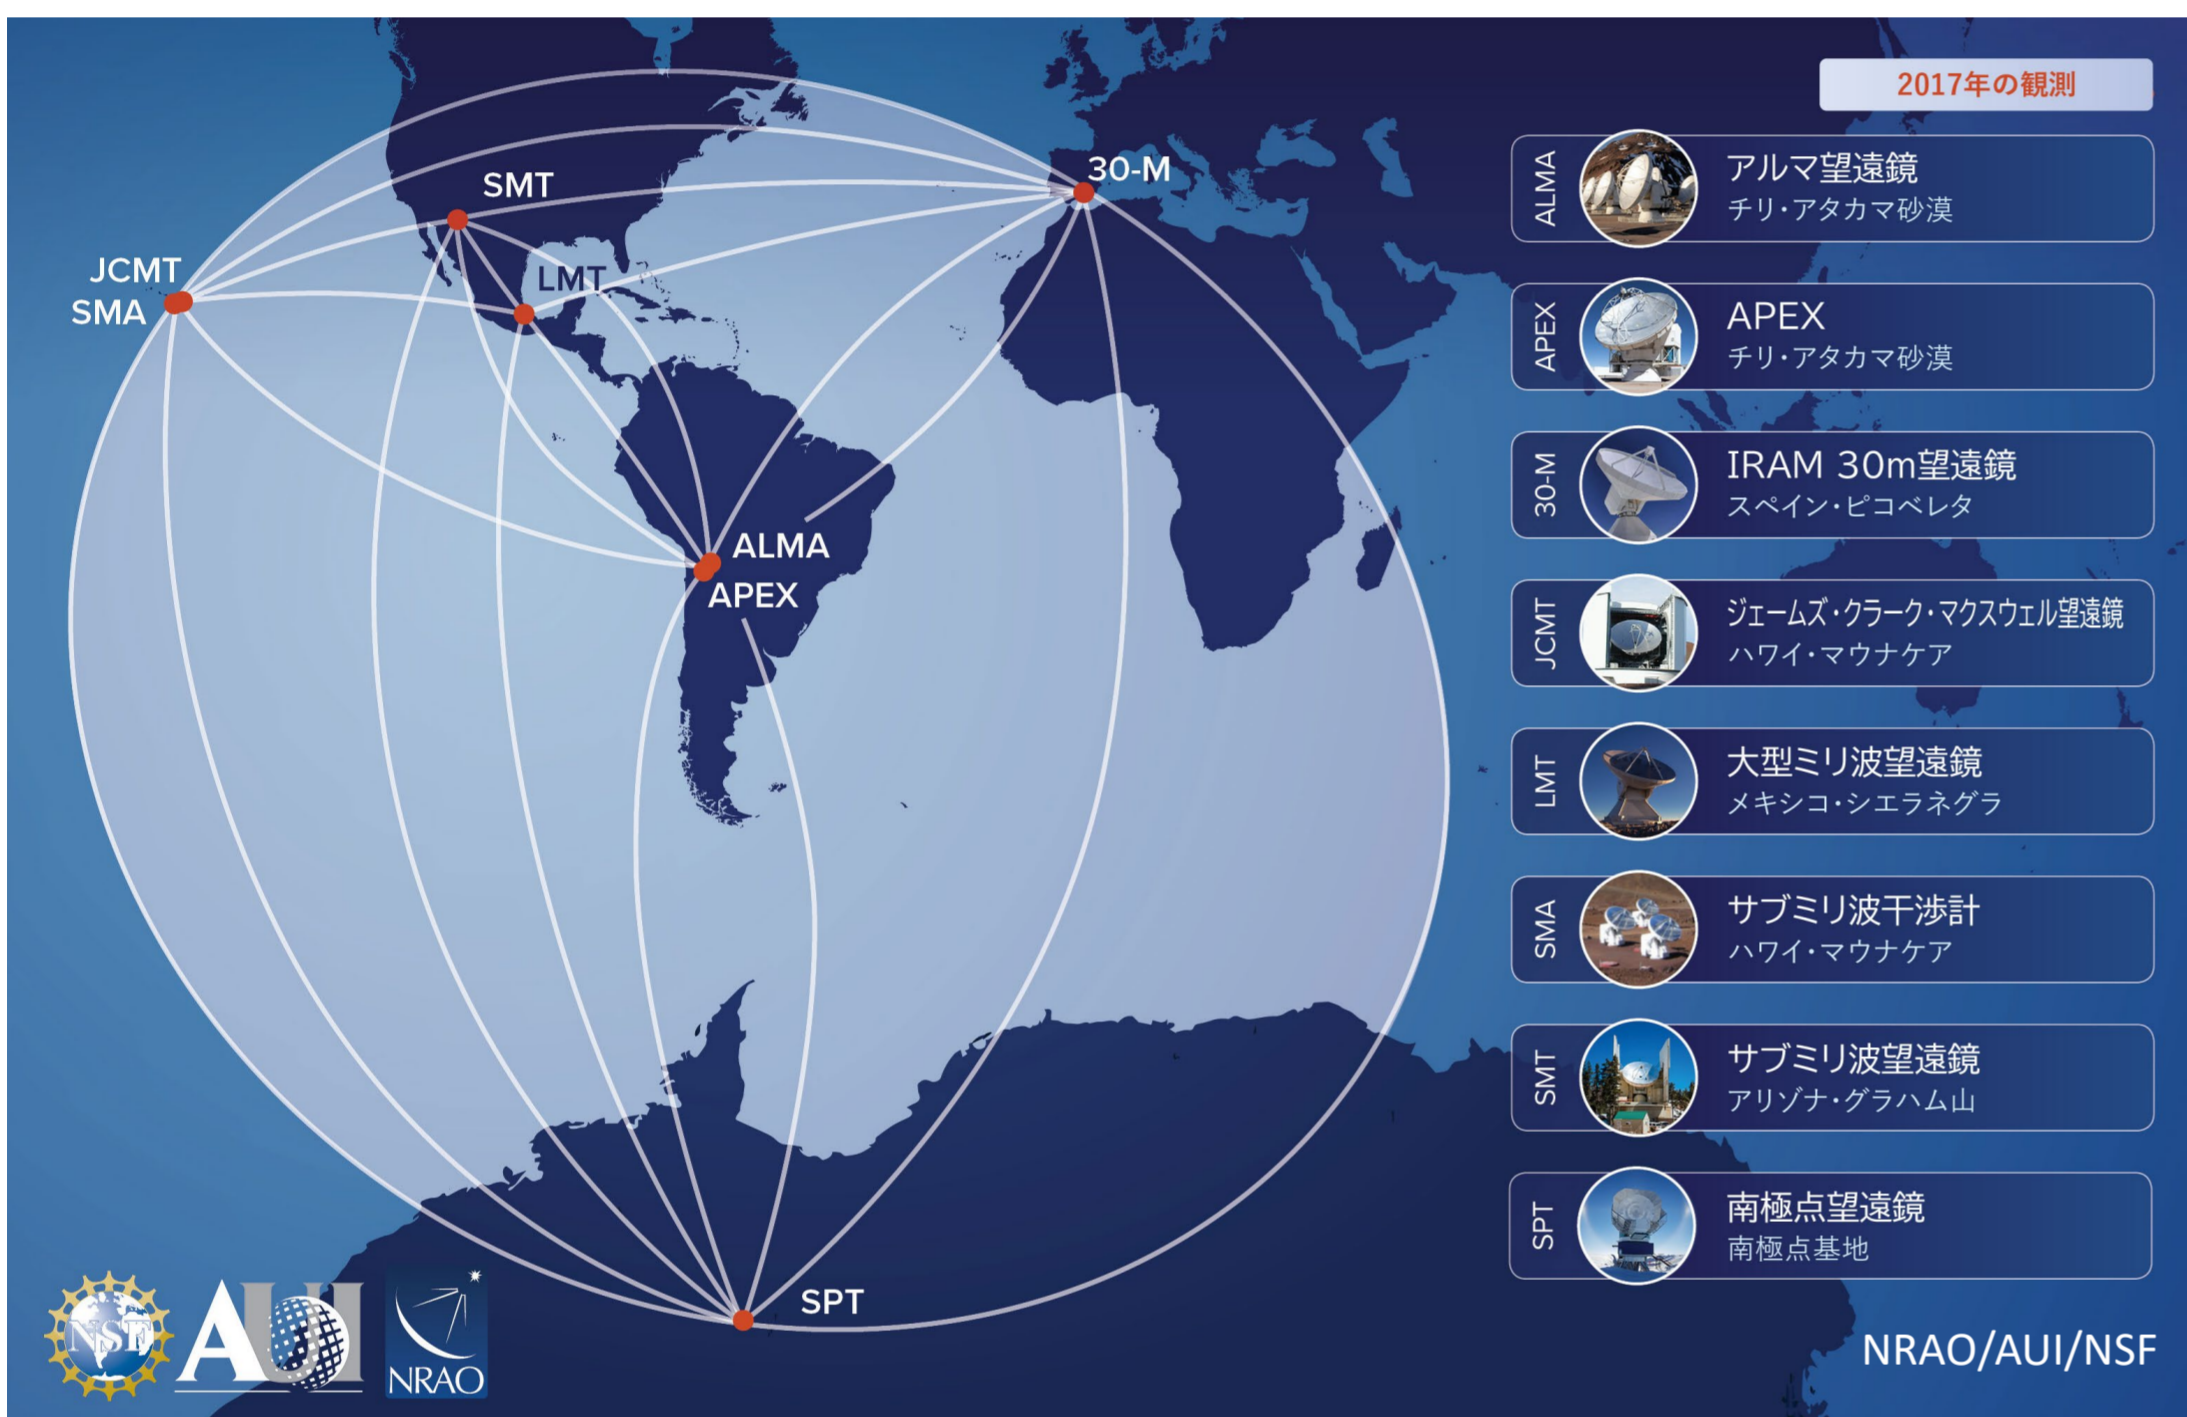 2017年の観測
SMT
30-M
JCMT
SMA
LMT
ALMA
APEX
SPT
ALMA
アルマ望遠鏡
チリ・アタカマ砂漠
APEX
APEX
チリ・アタカマ砂漠
30-M
IRAM 30m望遠鏡
スペイン・ピコベレタ
JCMT
ジェームズ・クラーク・マクスウェル望遠鏡
ハワイ・マウナケア
LMT
大型ミリ波望遠鏡
メキシコ・シエラネグラ
SMA
サブミリ波干渉計
ハワイ・マウナケア
SMT
サブミリ波望遠鏡
アリゾナ・グラハム山
SPT
南極点望遠鏡
南極点基地
NSF
AUI
NRAO
NRAO/AUI/NSF